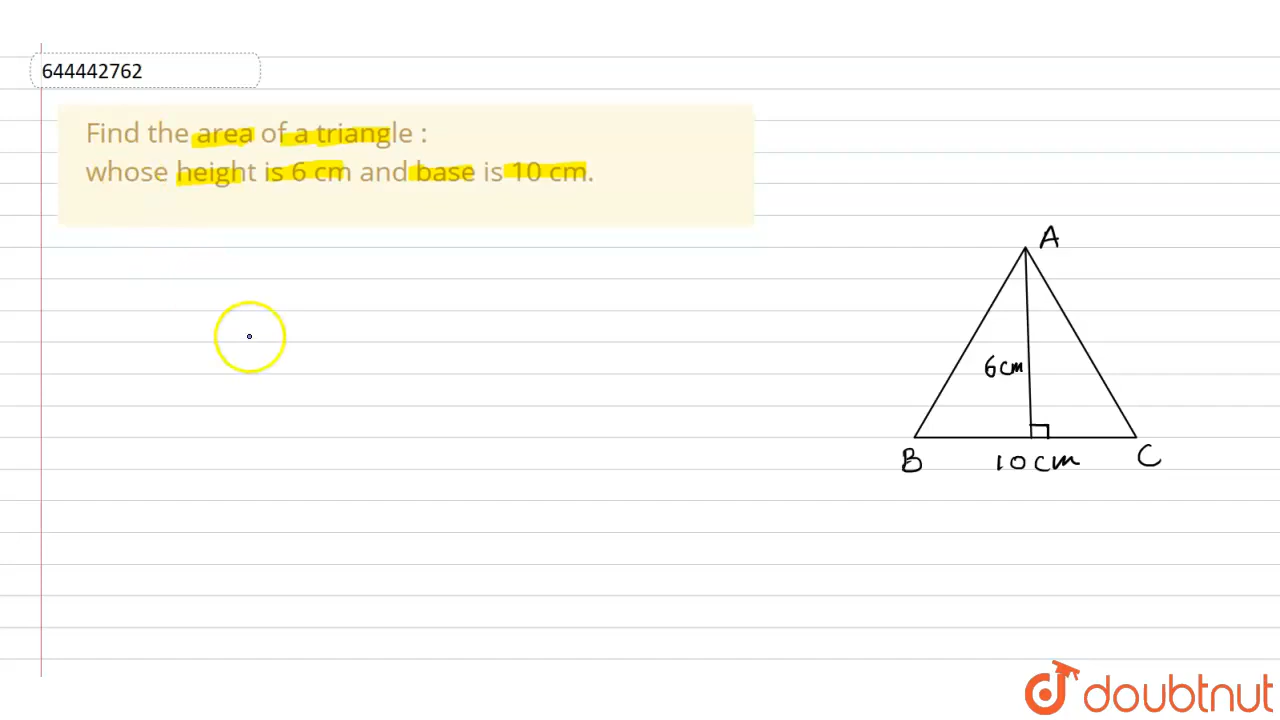 644442762
Find the area of a triangle :
whose height is 6 cm and base is 10 cm.
A
6cm
B 10cm C
doubtnut